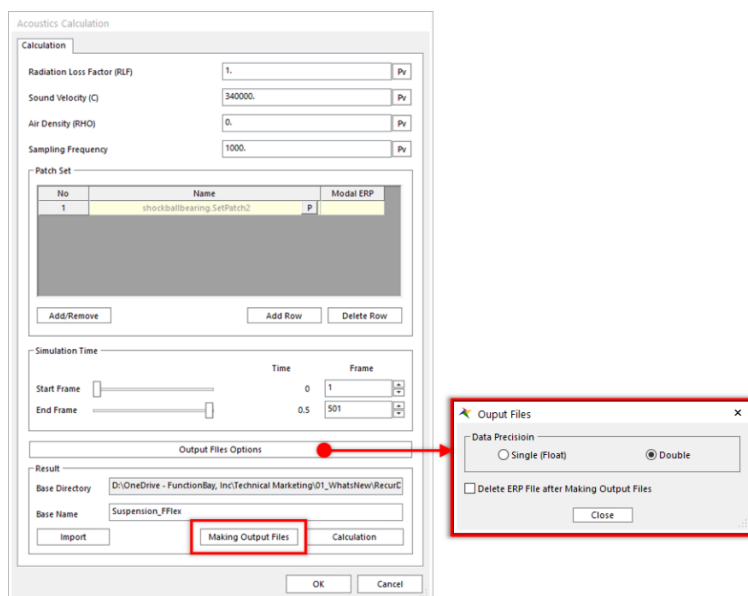 Acoustics Calculation
Calculation
Radiation Loss Factor (RLF) 1. Pv
Sound Velocity (C) 340000. Pv
Air Density (RHO) 0. Pv
Sampling Frequency 1000. Pv
Patch Set
No Name Modal ERP
1 shockballbearing.SetPatch2 P
Add/Remove Add Row Delete Row
Simulation Time
Time Frame
Start Frame 0 1
End Frame 0.5 501
Output Files Options
Result
Base Directory D:\OneDrive - FunctionBay, Inc\Technical Marketing\01_WhatsNew\RecurD
Base Name Suspension_FFlex
Import Making Output Files Calculation
OK Cancel
Ouput Files
Data Precisioin
Single (Float) Double
Delete ERP File after Making Output Files
Close